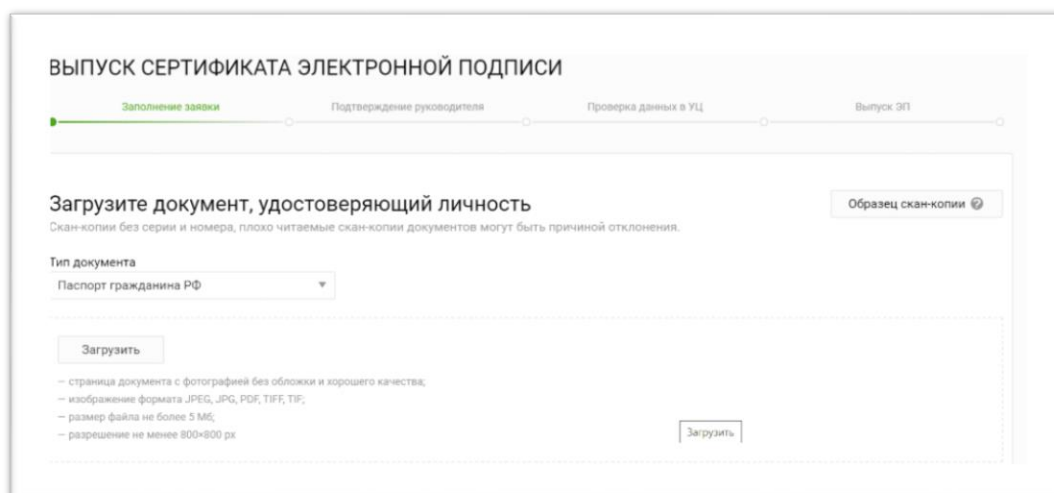 ВЫПУСК СЕРТИФИКАТА ЭЛЕКТРОННОЙ ПОДПИСИ
Заполнение заявки Подтверждение руководителя Проверка данных в УЦ Выпуск ЭП
Загрузите документ, удостоверяющий личность
Образец скан-копии ?
Скан-копии без серии и номера, плохо читаемые скан-копии документов могут быть причиной отклонения.
Тип документа
Паспорт гражданина РФ
Загрузить
— страница документа с фотографией без обложки и хорошего качества;
— изображение формата JPEG, JPG, PDF, TIFF, TIF;
— размер файла не более 5 Мб;
— разрешение не менее 800×800 px
Загрузить